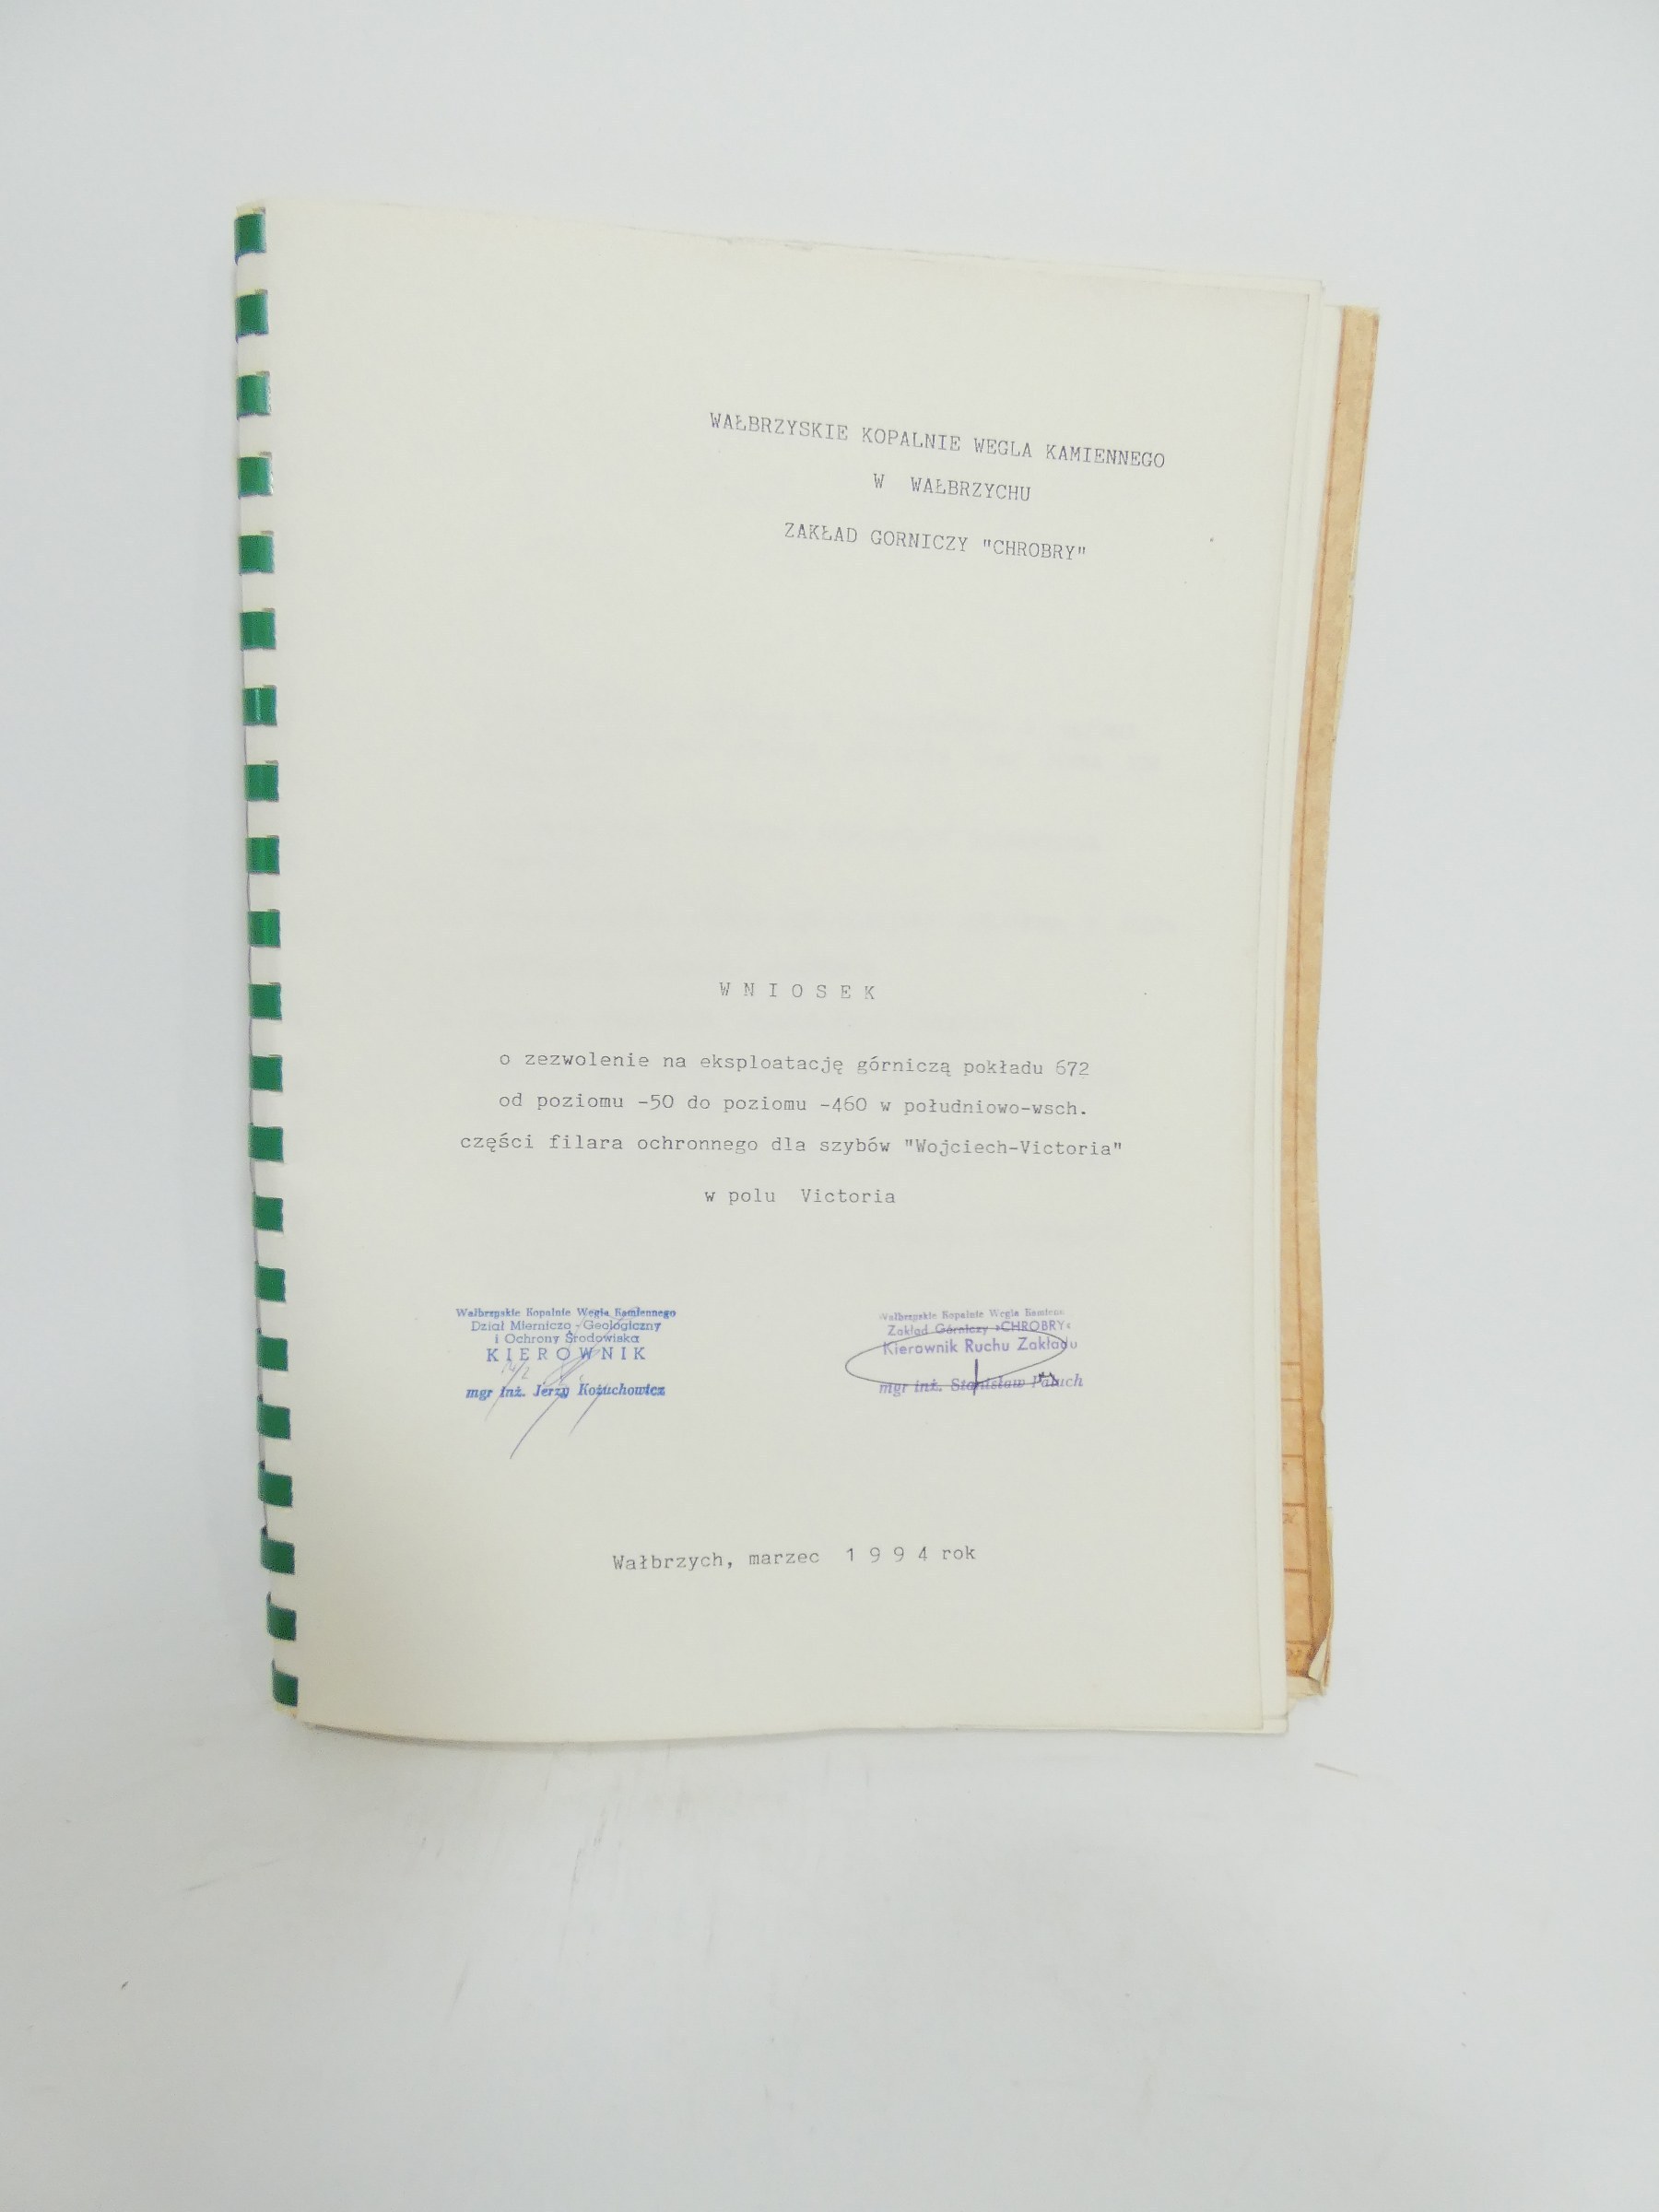 WAŁBRZYSKIE KOPALNIE WEGLA KAMIENNEGO
W WAŁBRZYCHU
ZAKŁAD GORNICZY "CHROBRY"
W N I O S E K
o zezwolenie na eksploatację górniczą pokładu 672
od poziomu -50 do poziomu -460 w południowo-wsch.
części filara ochronnego dla szybów "Wojciech-Victoria"
w polu Victoria
Wałbrzyskie Kopalnie Węgla Kamiennego
Dział Mierniczo-Geologiczny
i Ochrony Środowiska
KIEROWNIK
mgr inż. Jerzy Kożuchowicz
Wałbrzyskie Kopalnie Węgla Kamienn
Zakład Górniczy »CHROBRY«
Kierownik Ruchu Zakładu
mgr inż. Stanisław Pałuch
Wałbrzych, marzec 1 9 9 4 rok